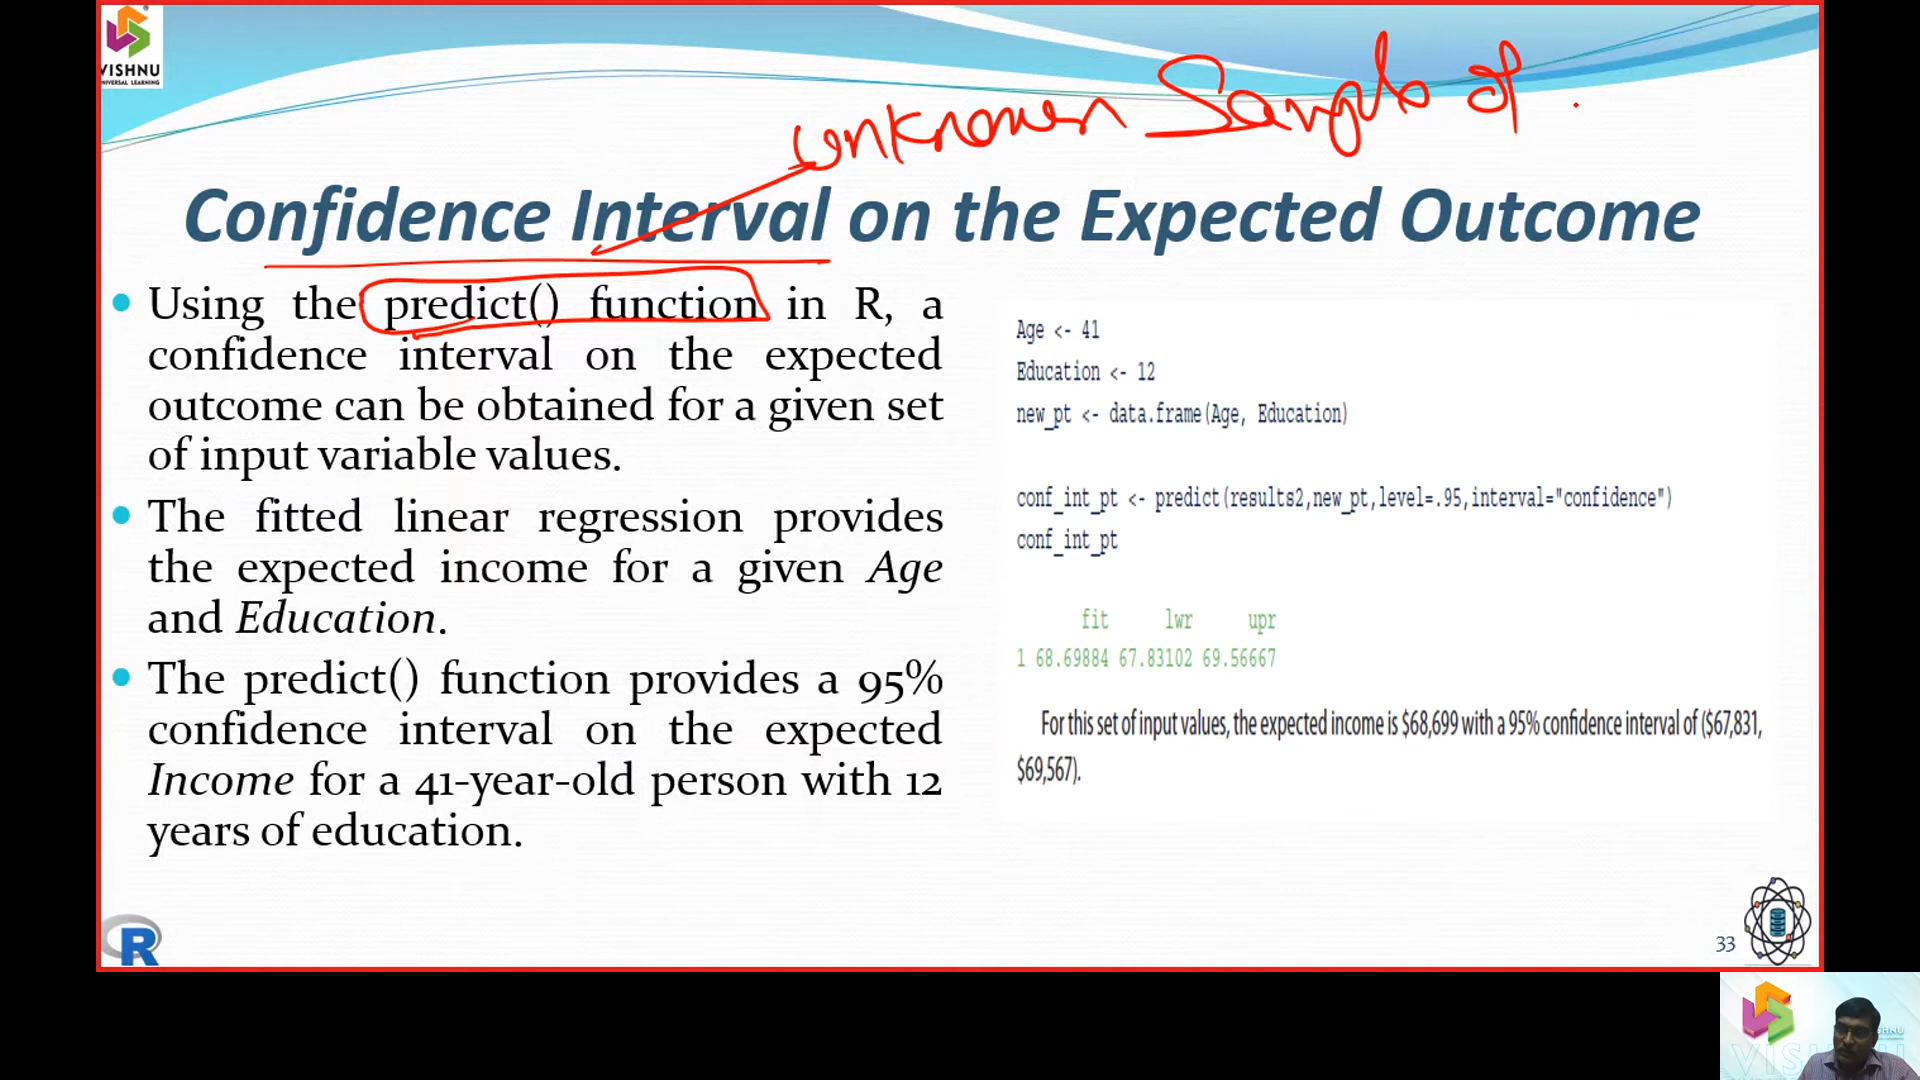 VISHNU
UNIVERSAL LEARNING
unknown Sample of
Confidence Interval on the Expected Outcome
Using the predict() function in R, a
confidence interval on the expected
outcome can be obtained for a given set
of input variable values.
The fitted linear regression provides
the expected income for a given Age
and Education.
The predict() function provides a 95%
confidence interval on the expected
Income for a 41-year-old person with 12
years of education.
Age <- 41
Education <- 12
new_pt <- data.frame(Age, Education)
conf_int_pt <- predict(results2,new_pt,level=.95,interval="confidence")
conf_int_pt
fit lwr upr
1 68.69884 67.83102 69.56667
For this set of input values, the expected income is $68,699 with a 95% confidence interval of ($67,831,
$69,567).
R
33